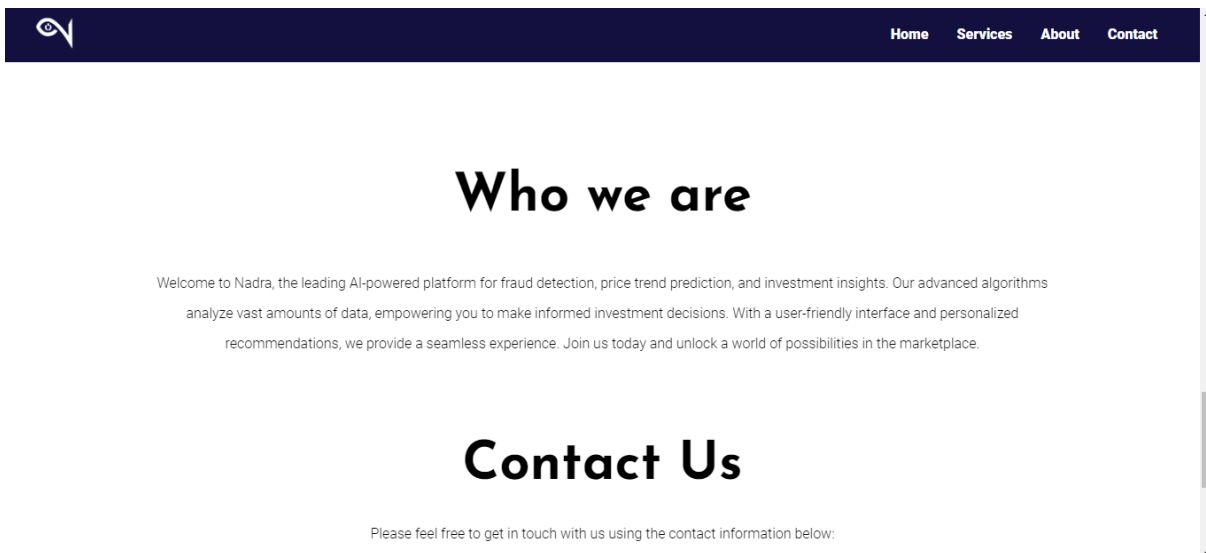 Home Services About Contact
Who we are
Welcome to Nadra, the leading AI-powered platform for fraud detection, price trend prediction, and investment insights. Our advanced algorithms
analyze vast amounts of data, empowering you to make informed investment decisions. With a user-friendly interface and personalized
recommendations, we provide a seamless experience. Join us today and unlock a world of possibilities in the marketplace.
Contact Us
Please feel free to get in touch with us using the contact information below: